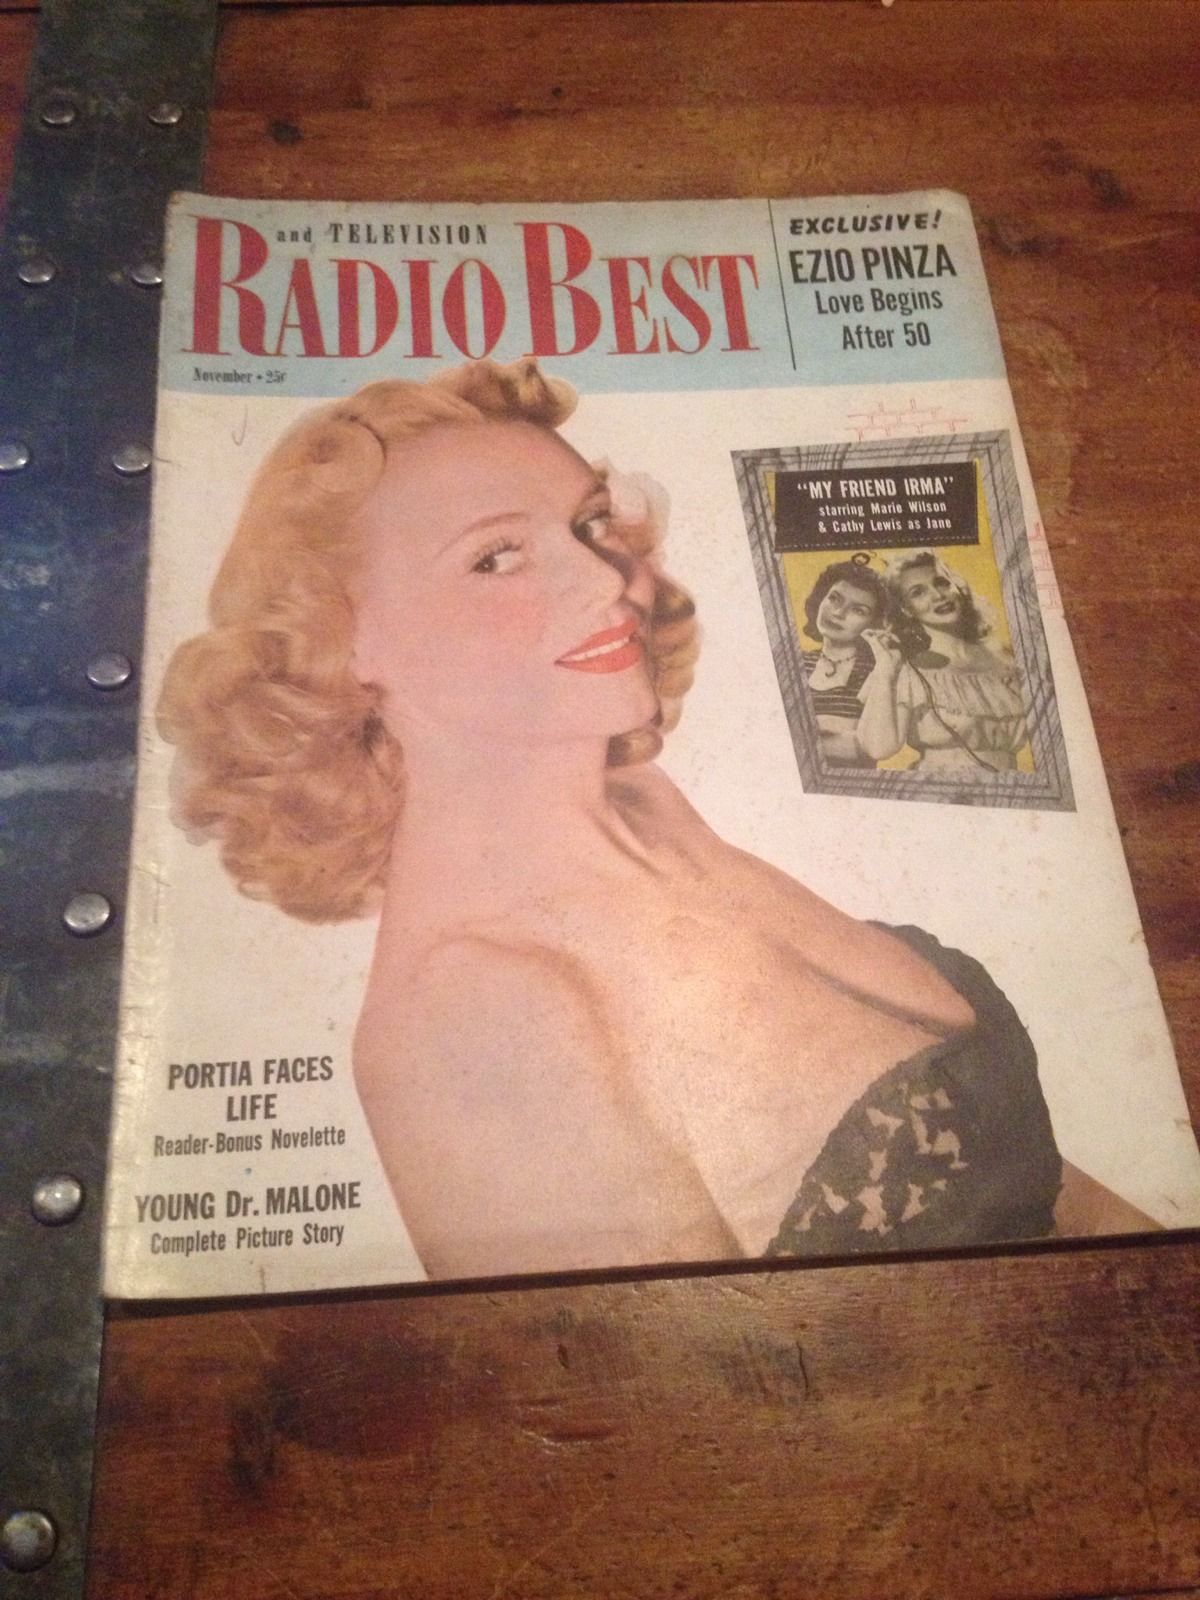 and TELEVISION
RADIO BEST
November • 25¢
EXCLUSIVE!
EZIO PINZA
Love Begins
After 50
"MY FRIEND IRMA"
starring Marie Wilson
& Cathy Lewis as Jane
PORTIA FACES
LIFE
Reader-Bonus Novelette
YOUNG Dr. MALONE
Complete Picture Story